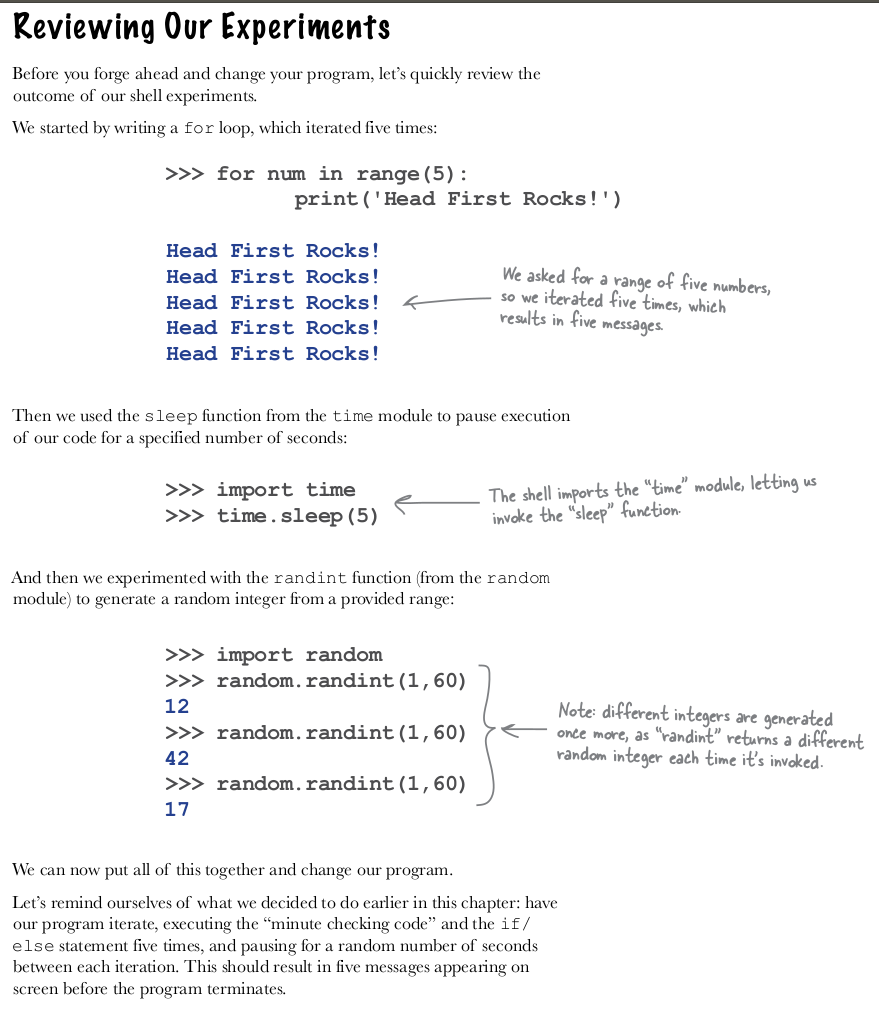 Reviewing Our Experiments
Before you forge ahead and change your program, let’s quickly review the
outcome of our shell experiments.
We started by writing a for loop, which iterated five times:
>>> for num in range(5):
          print('Head First Rocks!')
Head First Rocks!
Head First Rocks!
Head First Rocks!
Head First Rocks!
Head First Rocks!
We asked for a range of five numbers,
so we iterated five times, which
results in five messages.
Then we used the sleep function from the time module to pause execution
of our code for a specified number of seconds:
>>> import time
>>> time.sleep(5)
The shell imports the “time” module, letting us
invoke the “sleep” function.
And then we experimented with the randint function (from the random
module) to generate a random integer from a provided range:
>>> import random
>>> random.randint(1,60)
12
>>> random.randint(1,60)
42
>>> random.randint(1,60)
17
Note: different integers are generated
once more, as “randint” returns a different
random integer each time it’s invoked.
We can now put all of this together and change our program.
Let’s remind ourselves of what we decided to do earlier in this chapter: have
our program iterate, executing the “minute checking code” and the if/
else statement five times, and pausing for a random number of seconds
between each iteration. This should result in five messages appearing on
screen before the program terminates.